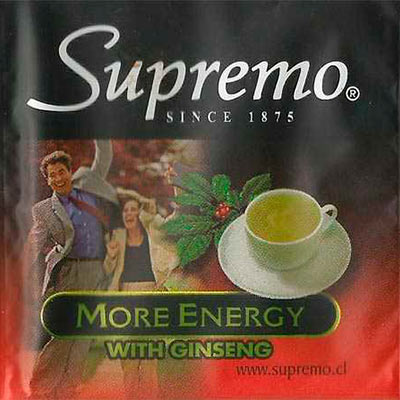 Supremo®
SINCE 1875
MORE ENERGY
WITH GINSENG
www.supremo.cl